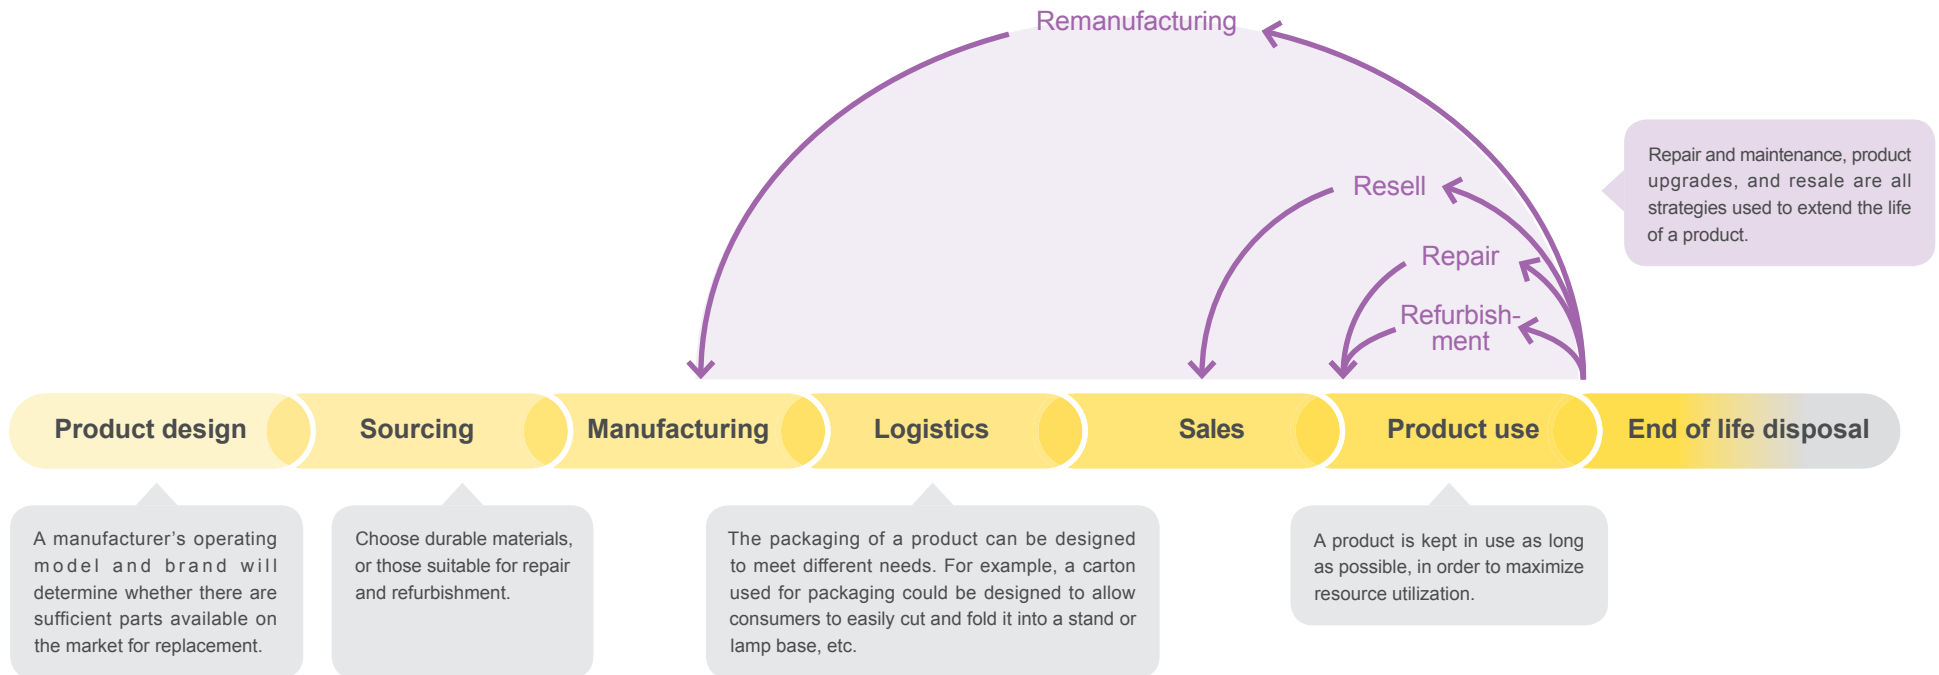 Remanufacturing
Resell
Repair
Refurbish-
ment
Repair and maintenance, product
upgrades, and resale are all
strategies used to extend the life
of a product.
Product design
Sourcing
Manufacturing
Logistics
Sales
Product use
End of life disposal
A manufacturer’s operating
model and brand will
determine whether there are
sufficient parts available on
the market for replacement.
Choose durable materials,
or those suitable for repair
and refurbishment.
The packaging of a product can be designed
to meet different needs. For example, a carton
used for packaging could be designed to allow
consumers to easily cut and fold it into a stand or
lamp base, etc.
A product is kept in use as long
as possible, in order to maximize
resource utilization.